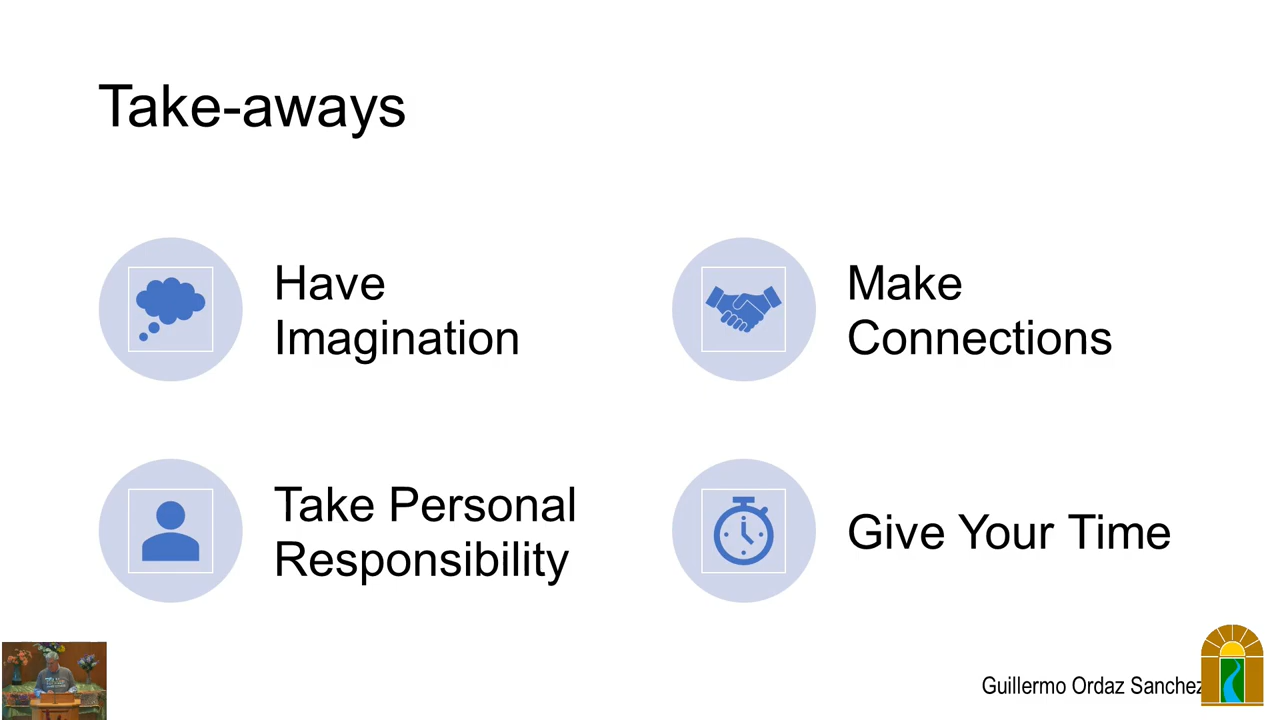 Take-aways
Have
Imagination
Make
Connections
Take Personal
Responsibility
Give Your Time
Guillermo Ordaz Sanchez